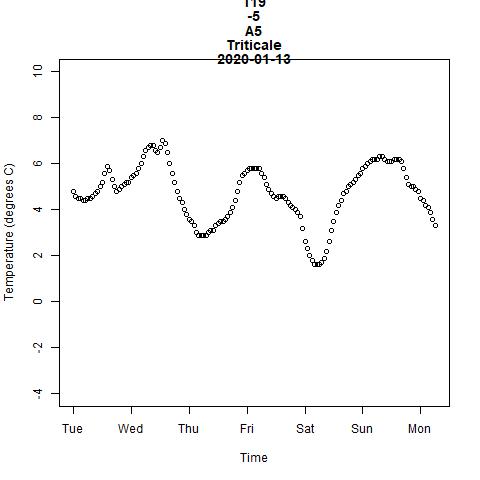 T19
-5
A5
Triticale
2020-01-13
Temperature (degrees C)
10
8
6
4
2
0
-2
-4
Tue Wed Thu Fri Sat Sun Mon
Time